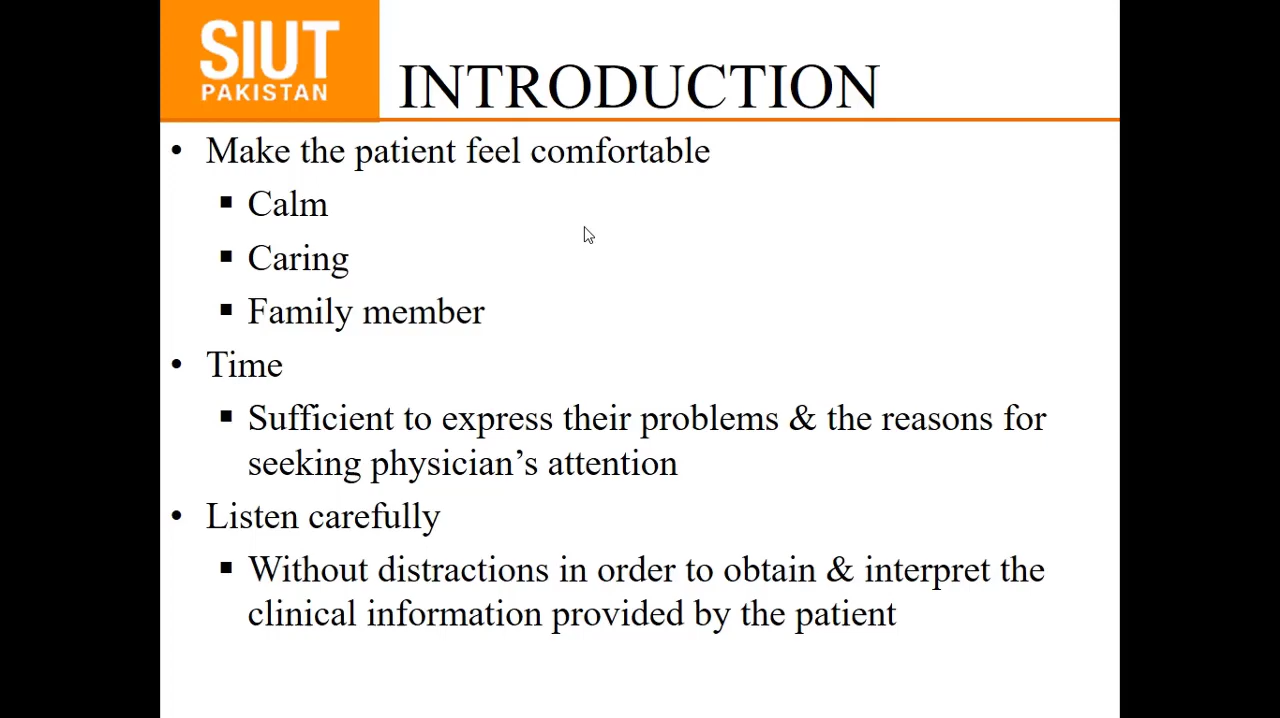 SIUT
PAKISTAN
INTRODUCTION
• Make the patient feel comfortable
▪ Calm
▪ Caring
▪ Family member
• Time
▪ Sufficient to express their problems & the reasons for
seeking physician’s attention
• Listen carefully
▪ Without distractions in order to obtain & interpret the
clinical information provided by the patient